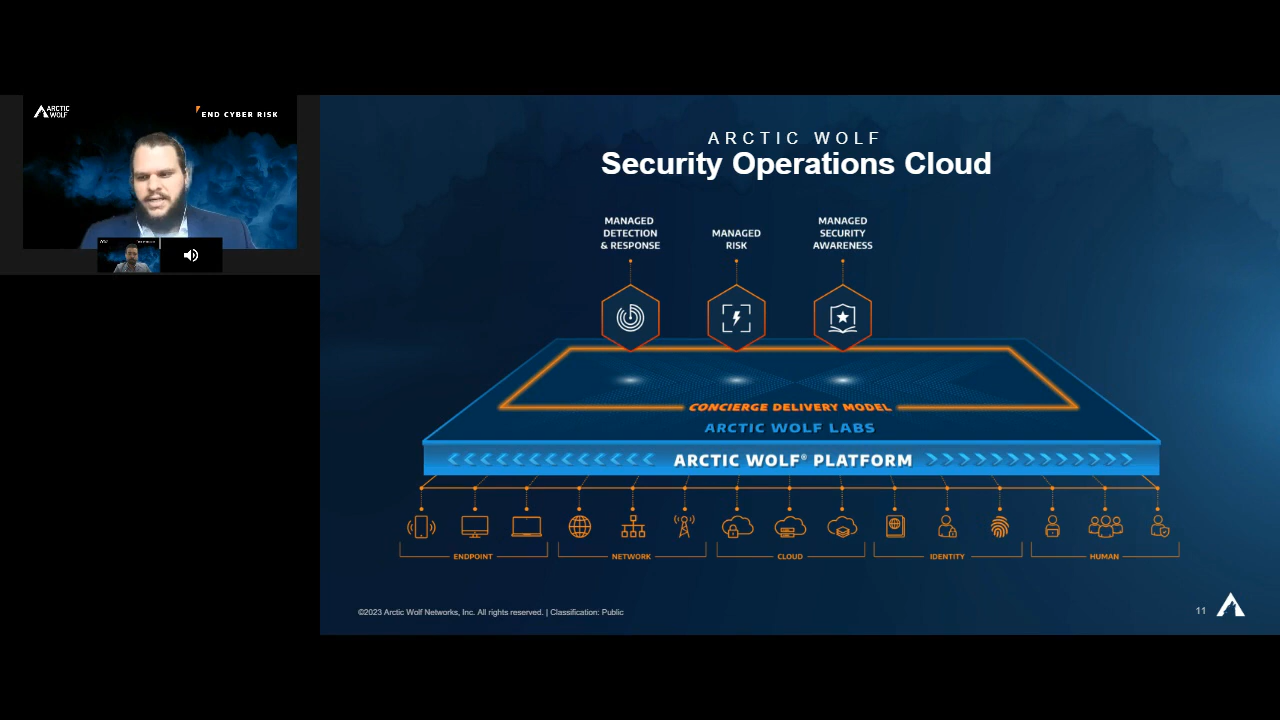 ARCTIC
WOLF
END CYBER RISK
ARCTIC WOLF
Security Operations Cloud
MANAGED
DETECTION
& RESPONSE
MANAGED
RISK
MANAGED
SECURITY
AWARENESS
CONCIERGE DELIVERY MODEL
ARCTIC WOLF LABS
ARCTIC WOLF® PLATFORM
ENDPOINT
NETWORK
CLOUD
IDENTITY
HUMAN
©2023 Arctic Wolf Networks, Inc. All rights reserved. | Classification: Public
11